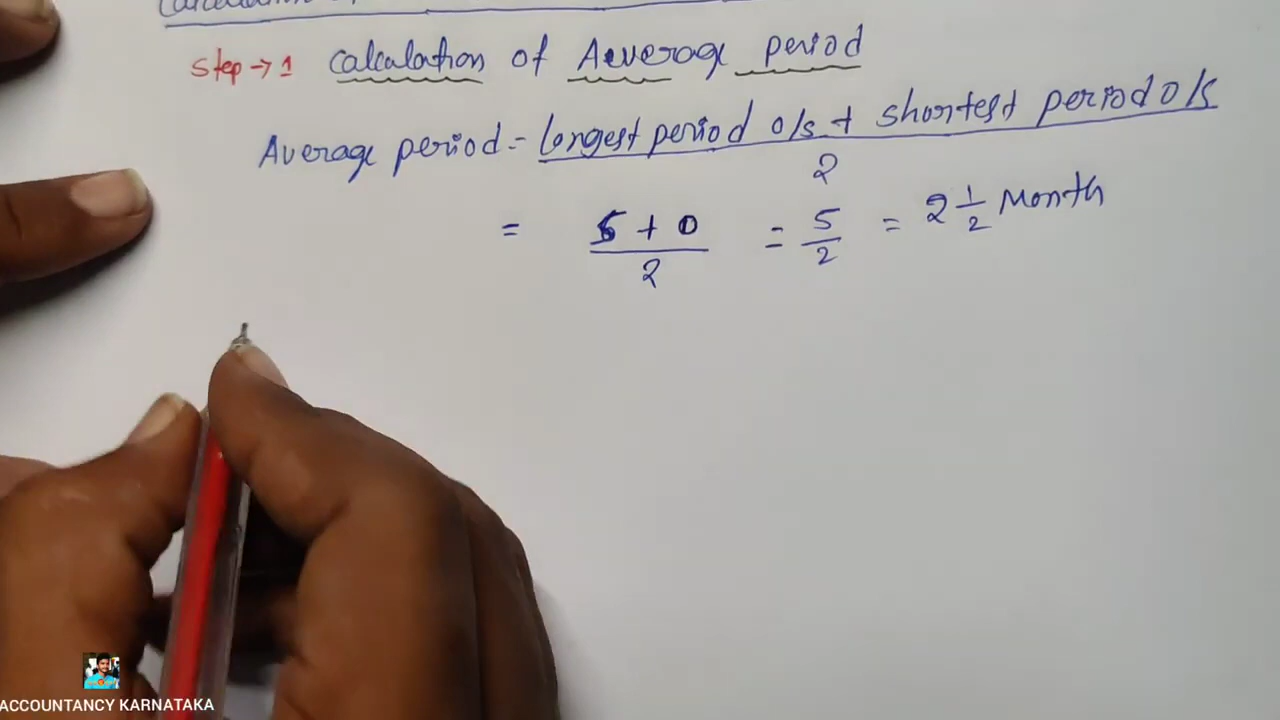 Step → 1 Calculation of Aeverage period
Average period = longest period o/s + shortest period o/s
2
= 5 + 0 = 5 = 2 1/2 Month
2 2
ACCOUNTANCY KARNATAKA